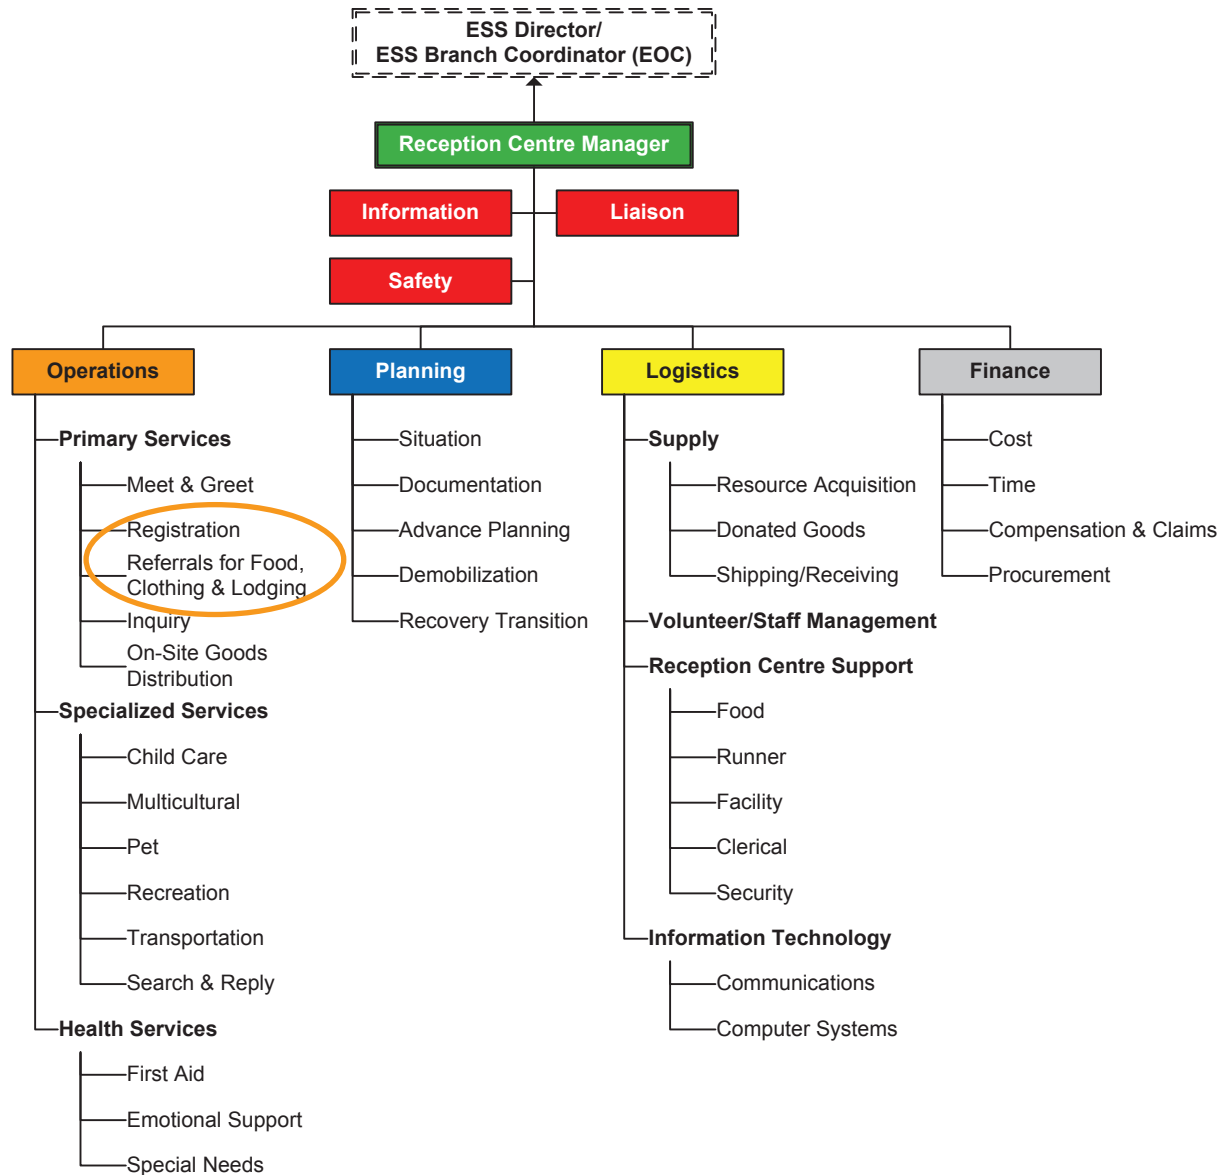 ESS Director/
ESS Branch Coordinator (EOC)
Reception Centre Manager
Information
Liaison
Safety
Operations
Primary Services
Meet & Greet
Registration
Referrals for Food,
Clothing & Lodging
Inquiry
On-Site Goods
Distribution
Specialized Services
Child Care
Multicultural
Pet
Recreation
Transportation
Search & Reply
Health Services
First Aid
Emotional Support
Special Needs
Planning
Situation
Documentation
Advance Planning
Demobilization
Recovery Transition
Logistics
Supply
Resource Acquisition
Donated Goods
Shipping/Receiving
Volunteer/Staff Management
Reception Centre Support
Food
Runner
Facility
Clerical
Security
Information Technology
Communications
Computer Systems
Finance
Cost
Time
Compensation & Claims
Procurement